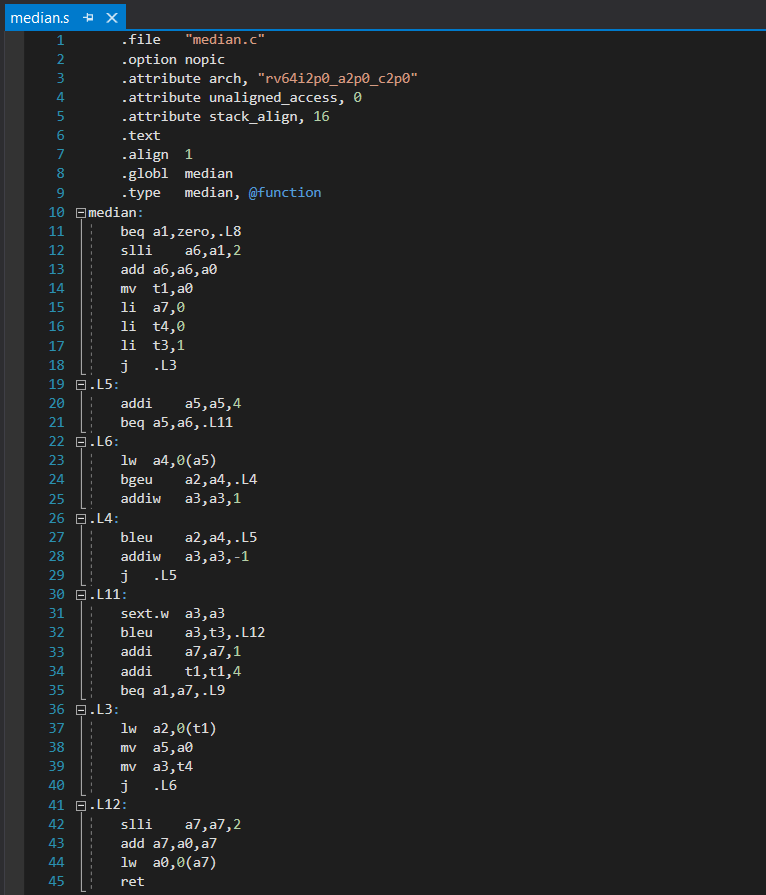 median.s
1 .file "median.c"
2 .option nopic
3 .attribute arch, "rv64i2p0_a2p0_c2p0"
4 .attribute unaligned_access, 0
5 .attribute stack_align, 16
6 .text
7 .align 1
8 .globl median
9 .type median, @function
10 median:
11 beq a1,zero,.L8
12 slli a6,a1,2
13 add a6,a6,a0
14 mv t1,a0
15 li a7,0
16 li t4,0
17 li t3,1
18 j .L3
19 .L5:
20 addi a5,a5,4
21 beq a5,a6,.L11
22 .L6:
23 lw a4,0(a5)
24 bgeu a2,a4,.L4
25 addiw a3,a3,1
26 .L4:
27 bleu a2,a4,.L5
28 addiw a3,a3,-1
29 j .L5
30 .L11:
31 sext.w a3,a3
32 bleu a3,t3,.L12
33 addi a7,a7,1
34 addi t1,t1,4
35 beq a1,a7,.L9
36 .L3:
37 lw a2,0(t1)
38 mv a5,a0
39 mv a3,t4
40 j .L6
41 .L12:
42 slli a7,a7,2
43 add a7,a0,a7
44 lw a0,0(a7)
45 ret